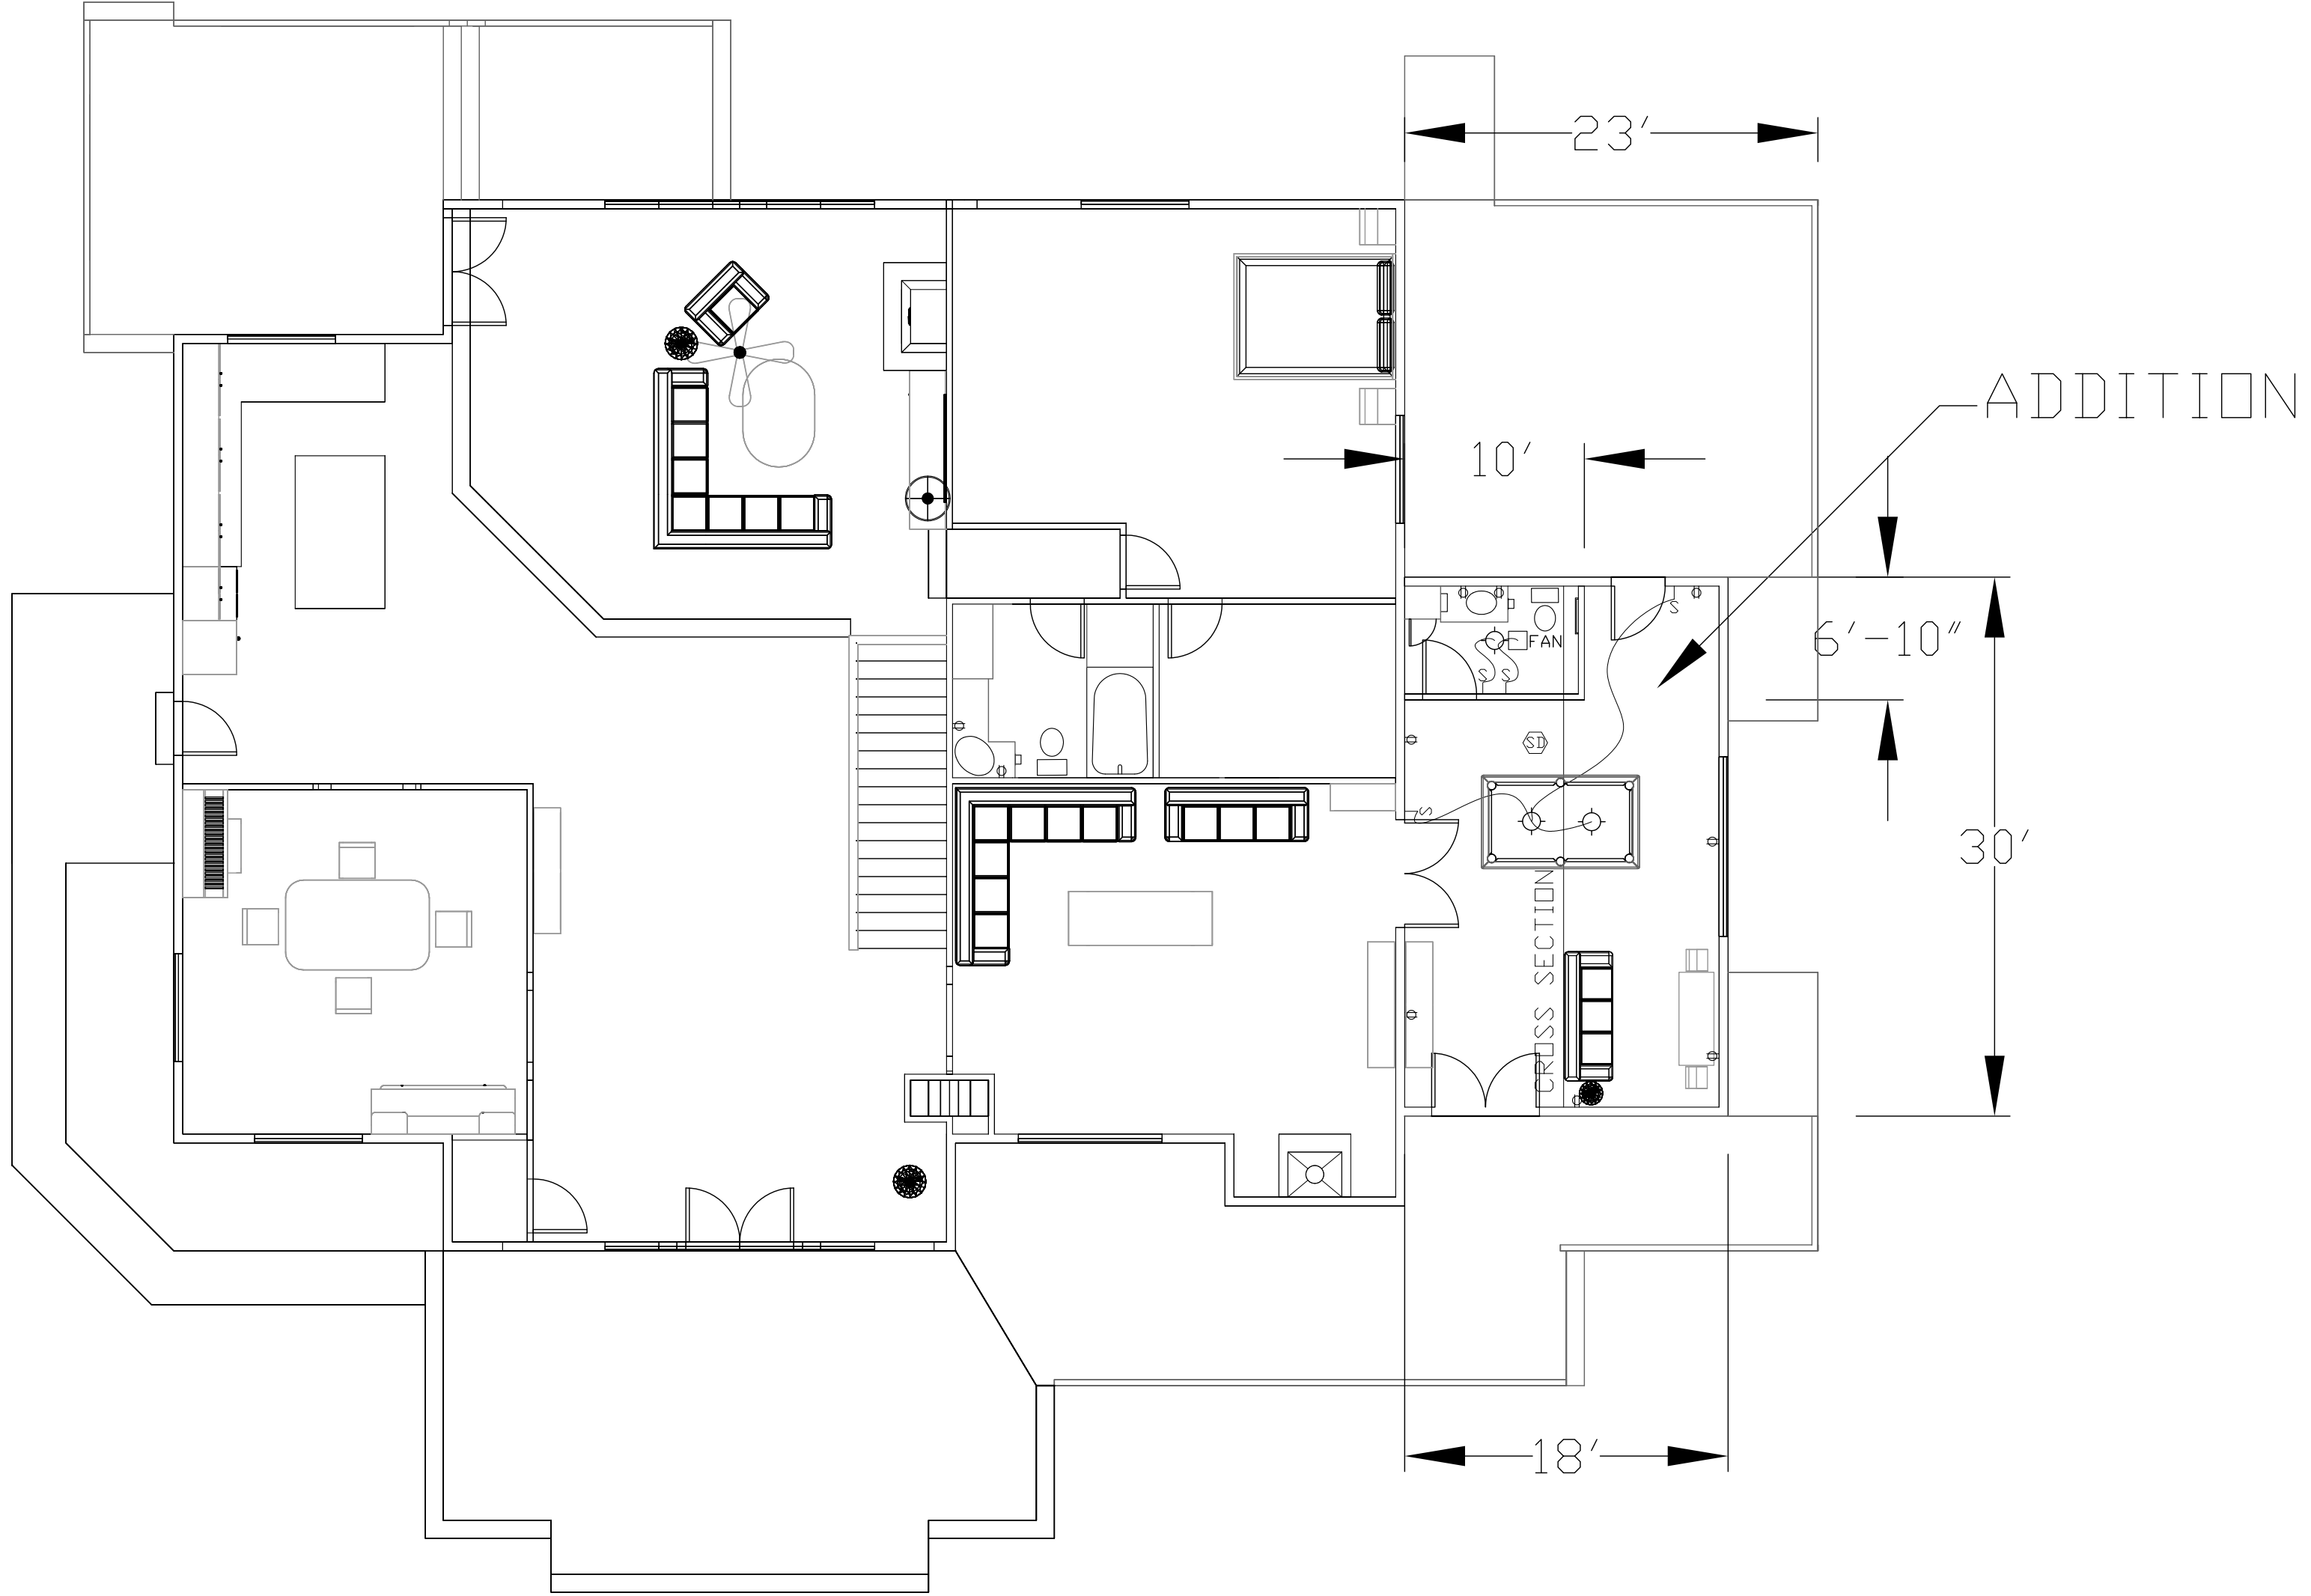 23'
ADDITION
10'
S
6'-10"
FAN
S S
SD
S
30'
CROSS SECTION
18'